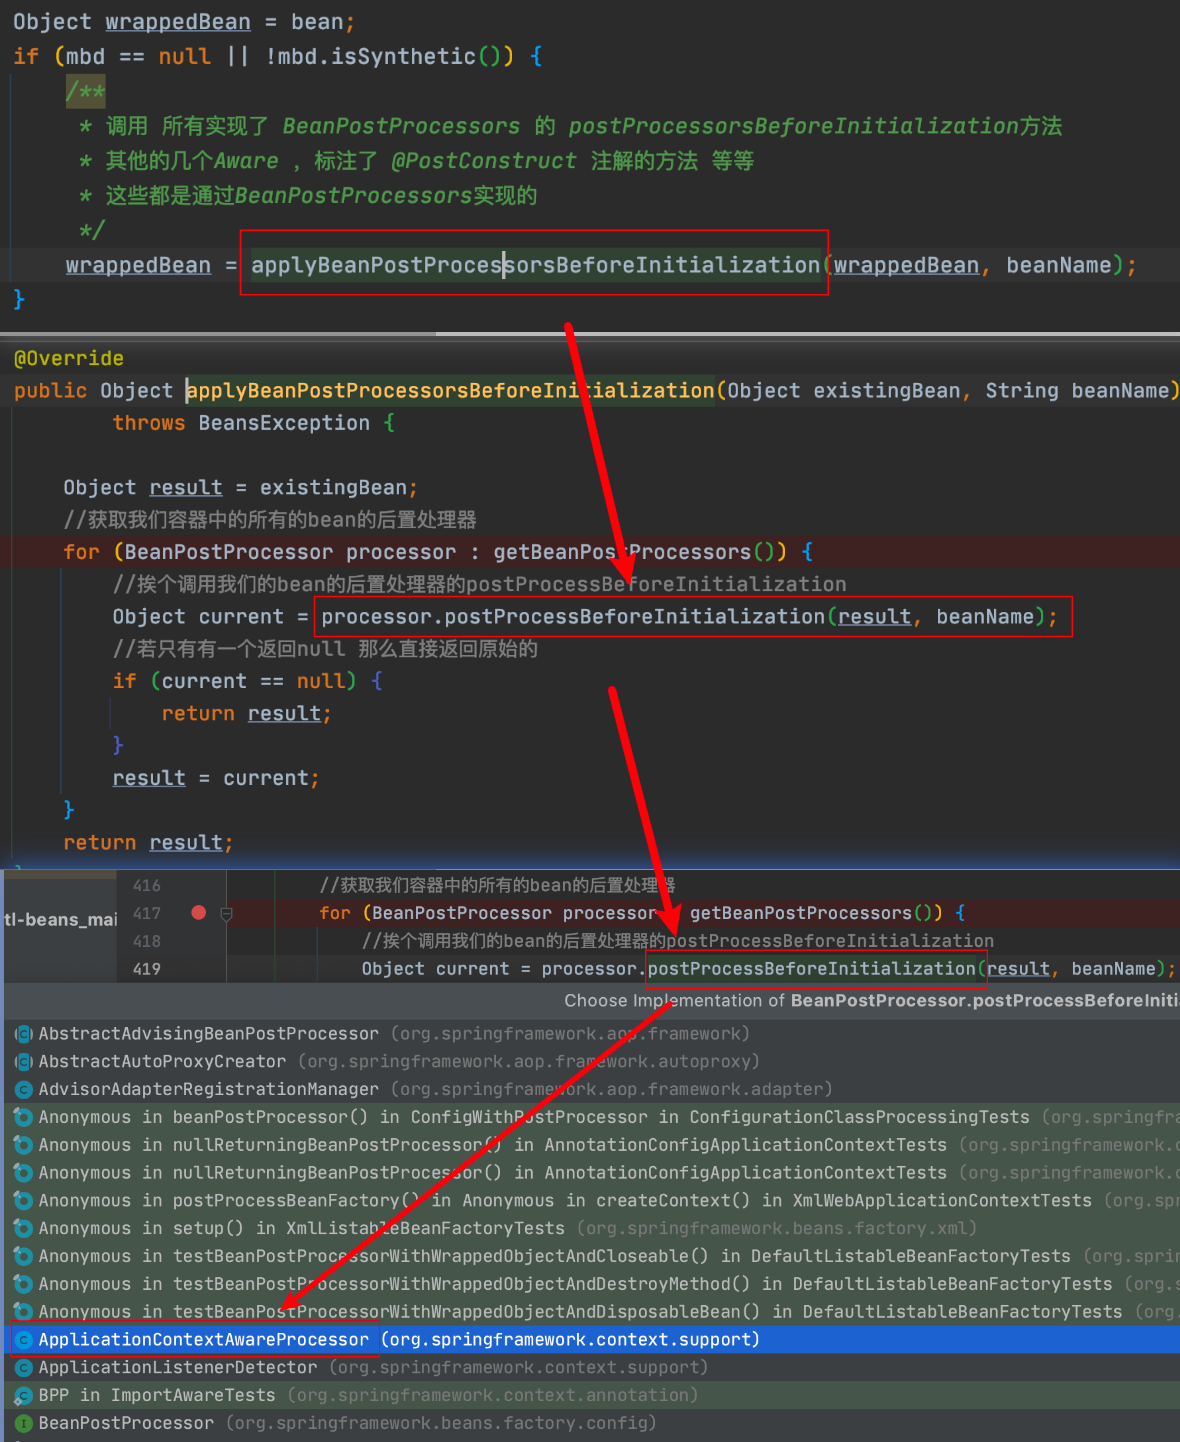 Object wrappedBean = bean;
if (mbd == null || !mbd.isSynthetic()) {
/**
* 调用 所有实现了 BeanPostProcessors 的 postProcessorsBeforeInitialization方法
* 其他的几个Aware ，标注了 @PostConstruct 注解的方法 等等
* 这些都是通过BeanPostProcessors实现的
*/
wrappedBean = applyBeanPostProcessorsBeforeInitialization(wrappedBean, beanName);
}
@Override
public Object applyBeanPostProcessorsBeforeInitialization(Object existingBean, String beanName)
throws BeansException {
Object result = existingBean;
//获取我们容器中的所有的bean的后置处理器
for (BeanPostProcessor processor : getBeanPostProcessors()) {
//挨个调用我们的bean的后置处理器的postProcessBeforeInitialization
Object current = processor.postProcessBeforeInitialization(result, beanName);
//若只有有一个返回null 那么直接返回原始的
if (current == null) {
return result;
}
result = current;
}
return result;
416 //获取我们容器中的所有的bean的后置处理器
tl-beans_mai 417 for (BeanPostProcessor processor getBeanPostProcessors()) {
418 //挨个调用我们的bean的后置处理器的postProcessBeforeInitialization
419 Object current = processor.postProcessBeforeInitialization(result, beanName);
Choose Implementation of BeanPostProcessor.postProcessBeforeIniti
AbstractAdvisingBeanPostProcessor (org.springframework.aop.framework)
AbstractAutoProxyCreator (org.springframework.aop.framework.autoproxy)
AdvisorAdapterRegistrationManager (org.springframework.aop.framework.adapter)
Anonymous in beanPostProcessor() in ConfigWithPostProcessor in ConfigurationClassProcessingTests (org.springfra
Anonymous in nullReturningBeanPostProcessor() in AnnotationConfigApplicationContextTests (org.springframework.c
Anonymous in nullReturningBeanPostProcessor() in AnnotationConfigApplicationContextTests (org.springframework.c
Anonymous in postProcessBeanFactory() in Anonymous in createContext() in XmlWebApplicationContextTests (org.spr
Anonymous in setup() in XmlListableBeanFactoryTests (org.springframework.beans.factory.xml)
Anonymous in testBeanPostProcessorWithWrappedObjectAndCloseable() in DefaultListableBeanFactoryTests (org.sprin
Anonymous in testBeanPostProcessorWithWrappedObjectAndDestroyMethod() in DefaultListableBeanFactoryTests (org.s
Anonymous in testBeanPostProcessorWithWrappedObjectAndDisposableBean() in DefaultListableBeanFactoryTests (org.
ApplicationContextAwareProcessor (org.springframework.context.support)
ApplicationListenerDetector (org.springframework.context.support)
BPP in ImportAwareTests (org.springframework.context.annotation)
BeanPostProcessor (org.springframework.beans.factory.config)